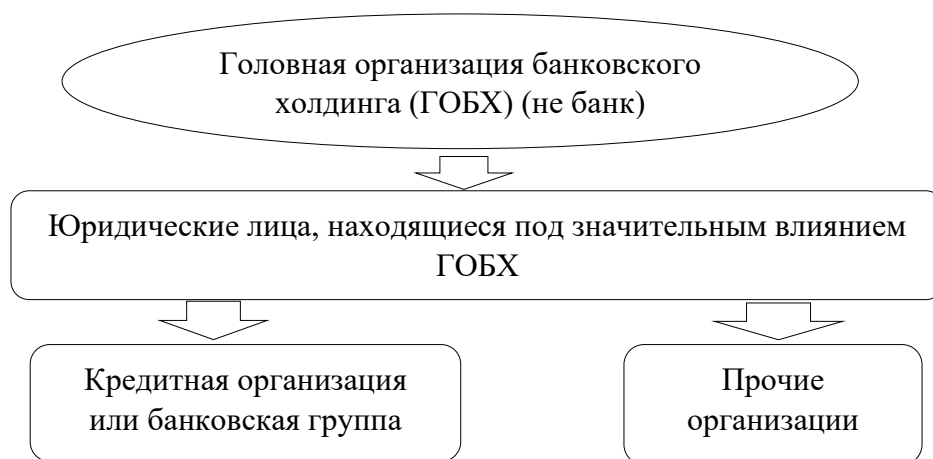 Головная организация банковского
холдинга (ГОБХ) (не банк)
Юридические лица, находящиеся под значительным влиянием
ГОБХ
Кредитная организация
или банковская группа
Прочие
организации